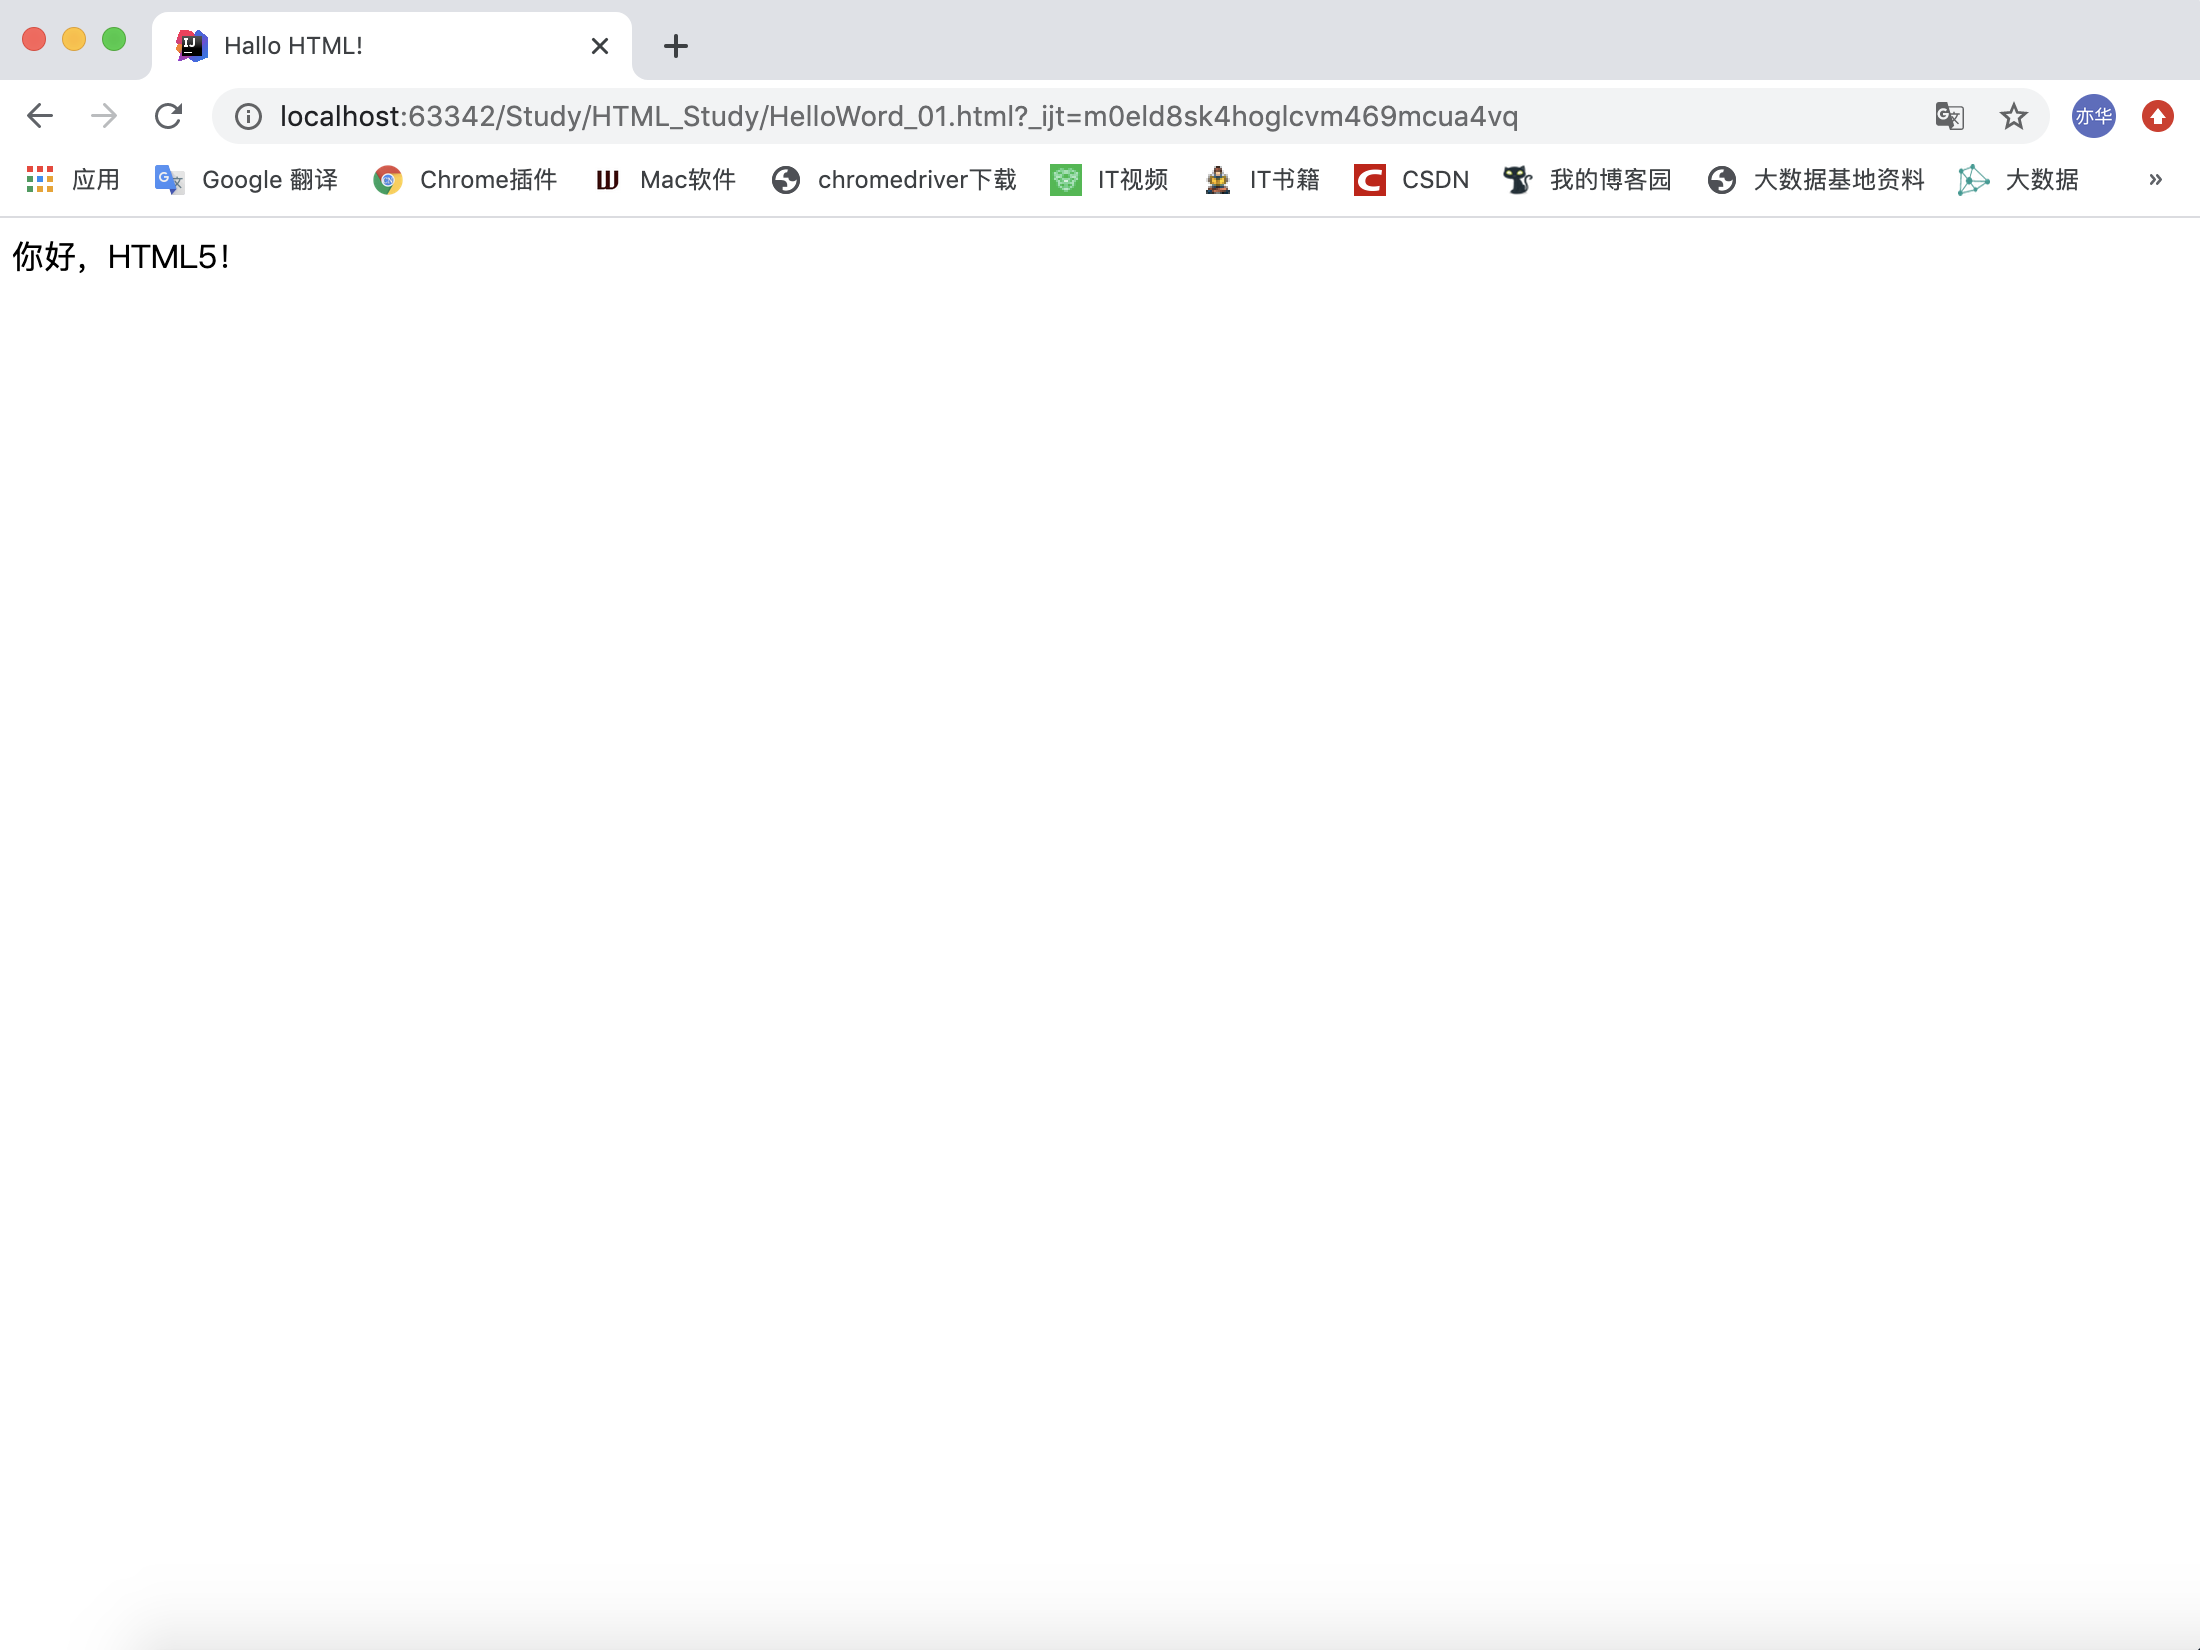 Hallo HTML!
localhost:63342/Study/HTML_Study/HelloWord_01.html?_ijt=m0eld8sk4hoglcvm469mcua4vq
亦华
应用 Google 翻译 Chrome插件 Mac软件 chromedriver下载 IT视频 IT书籍 CSDN 我的博客园 大数据基地资料 大数据 »
你好，HTML5！